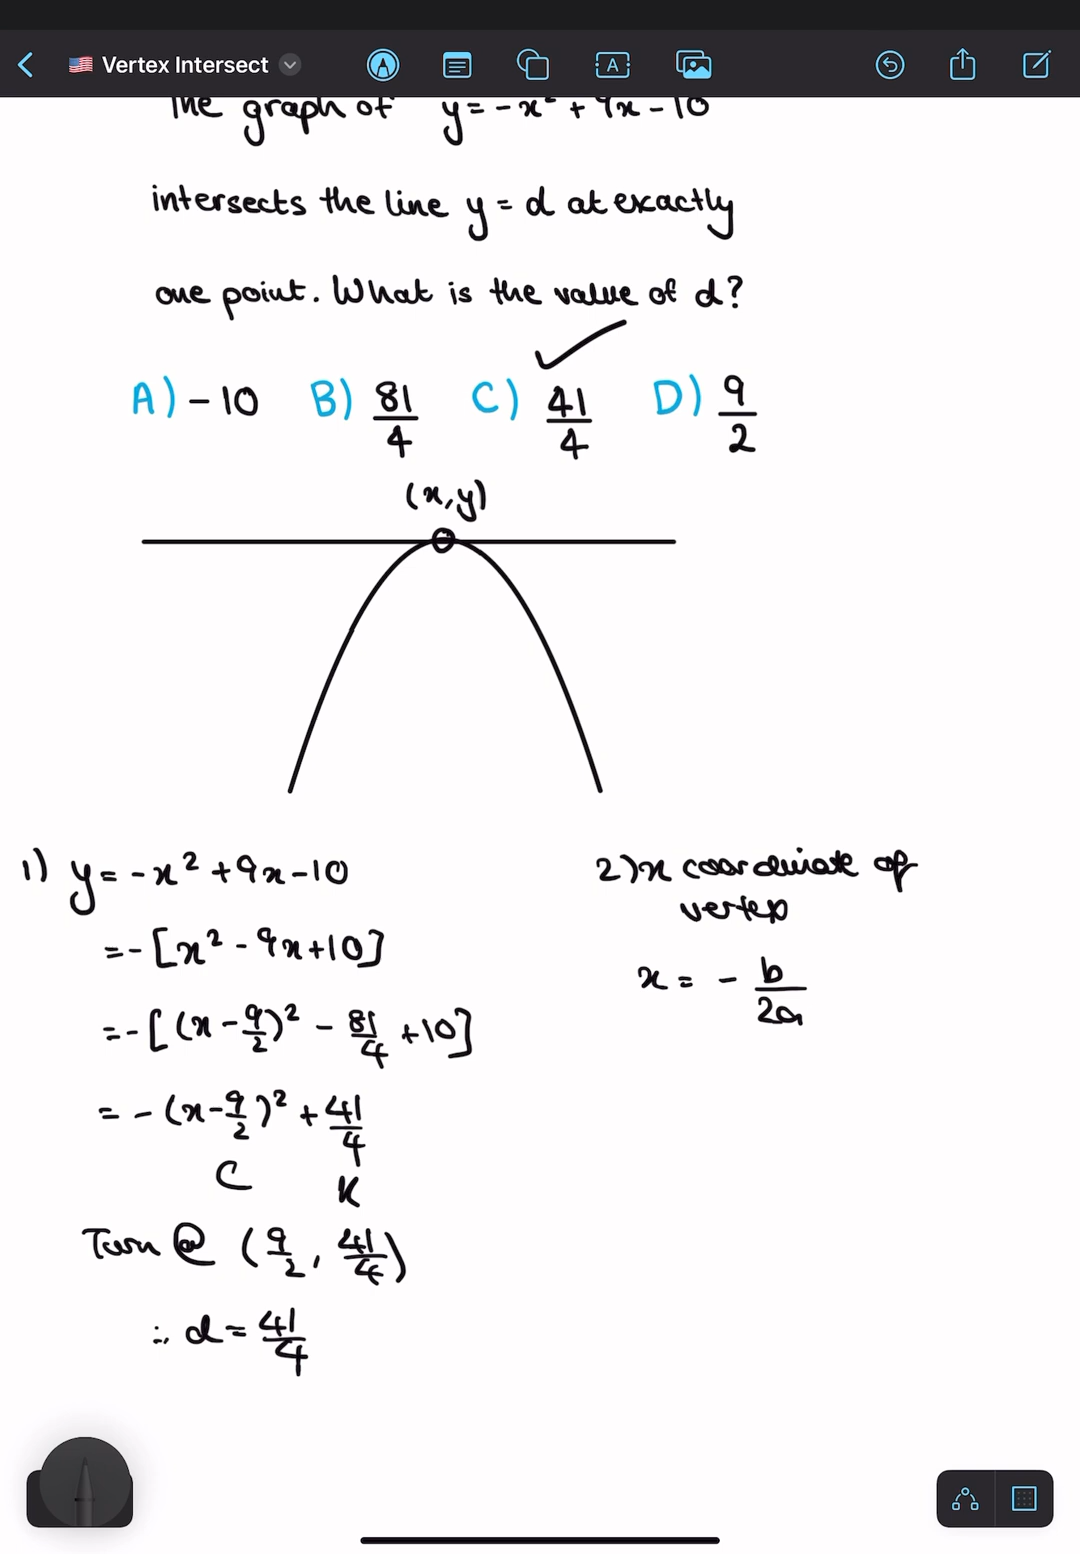 🇺🇸 Vertex Intersect
The graph of y = -x² + 9x - 10
intersects the line y = d at exactly
one point. What is the value of d?
A) -10 B) 81/4 C) 41/4 D) 9/2
(x,y)
1) y = -x² + 9x - 10
= -[x² - 9x + 10]
= -[(x - 9/2)² - 81/4 + 10]
= -(x - 9/2)² + 41/4
C K
Turn @ (9/2, 41/4)
∴ d = 41/4
2) x coordinate of
vertex
x = - b/2a